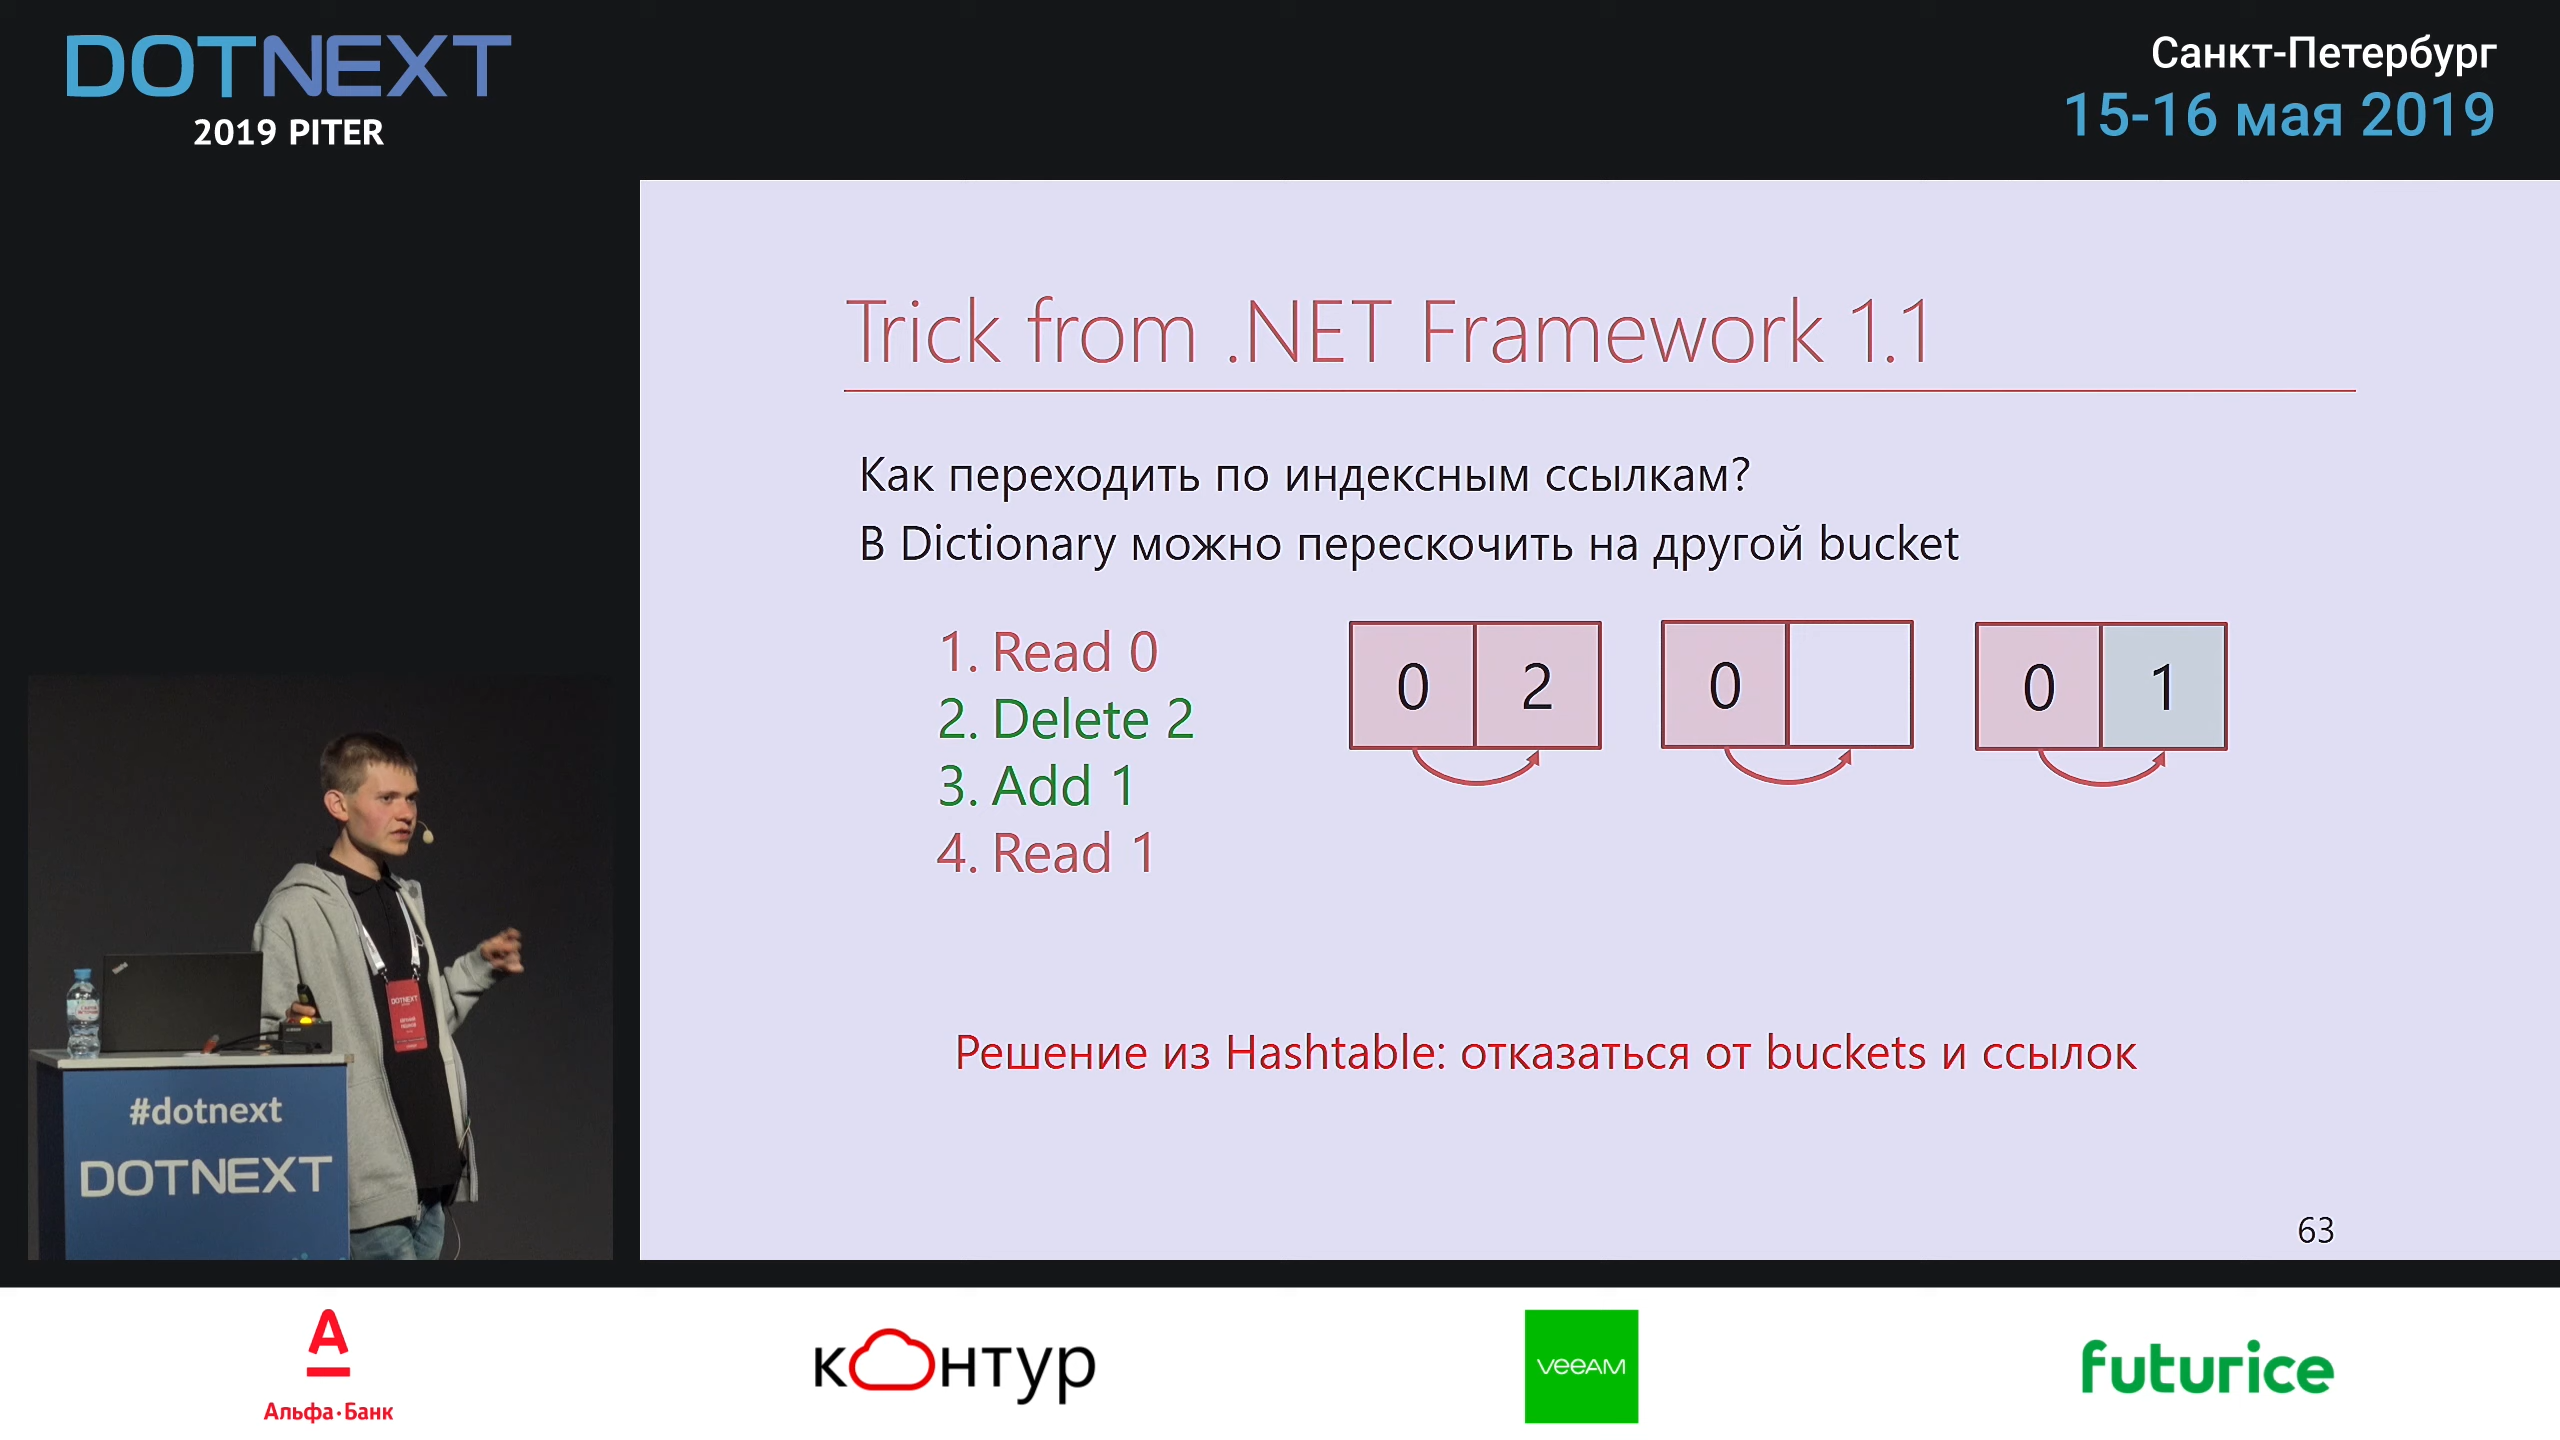 DOTNEXT
2019 PITER
Санкт-Петербург
15-16 мая 2019
Trick from .NET Framework 1.1
Как переходить по индексным ссылкам?
В Dictionary можно перескочить на другой bucket
1. Read 0
2. Delete 2
3. Add 1
4. Read 1
0 2
0
0 1
Решение из Hashtable: отказаться от buckets и ссылок
63
DOTNEXT
#dotnext
DOTNEXT
Альфа·Банк
контур
veeam
futurice